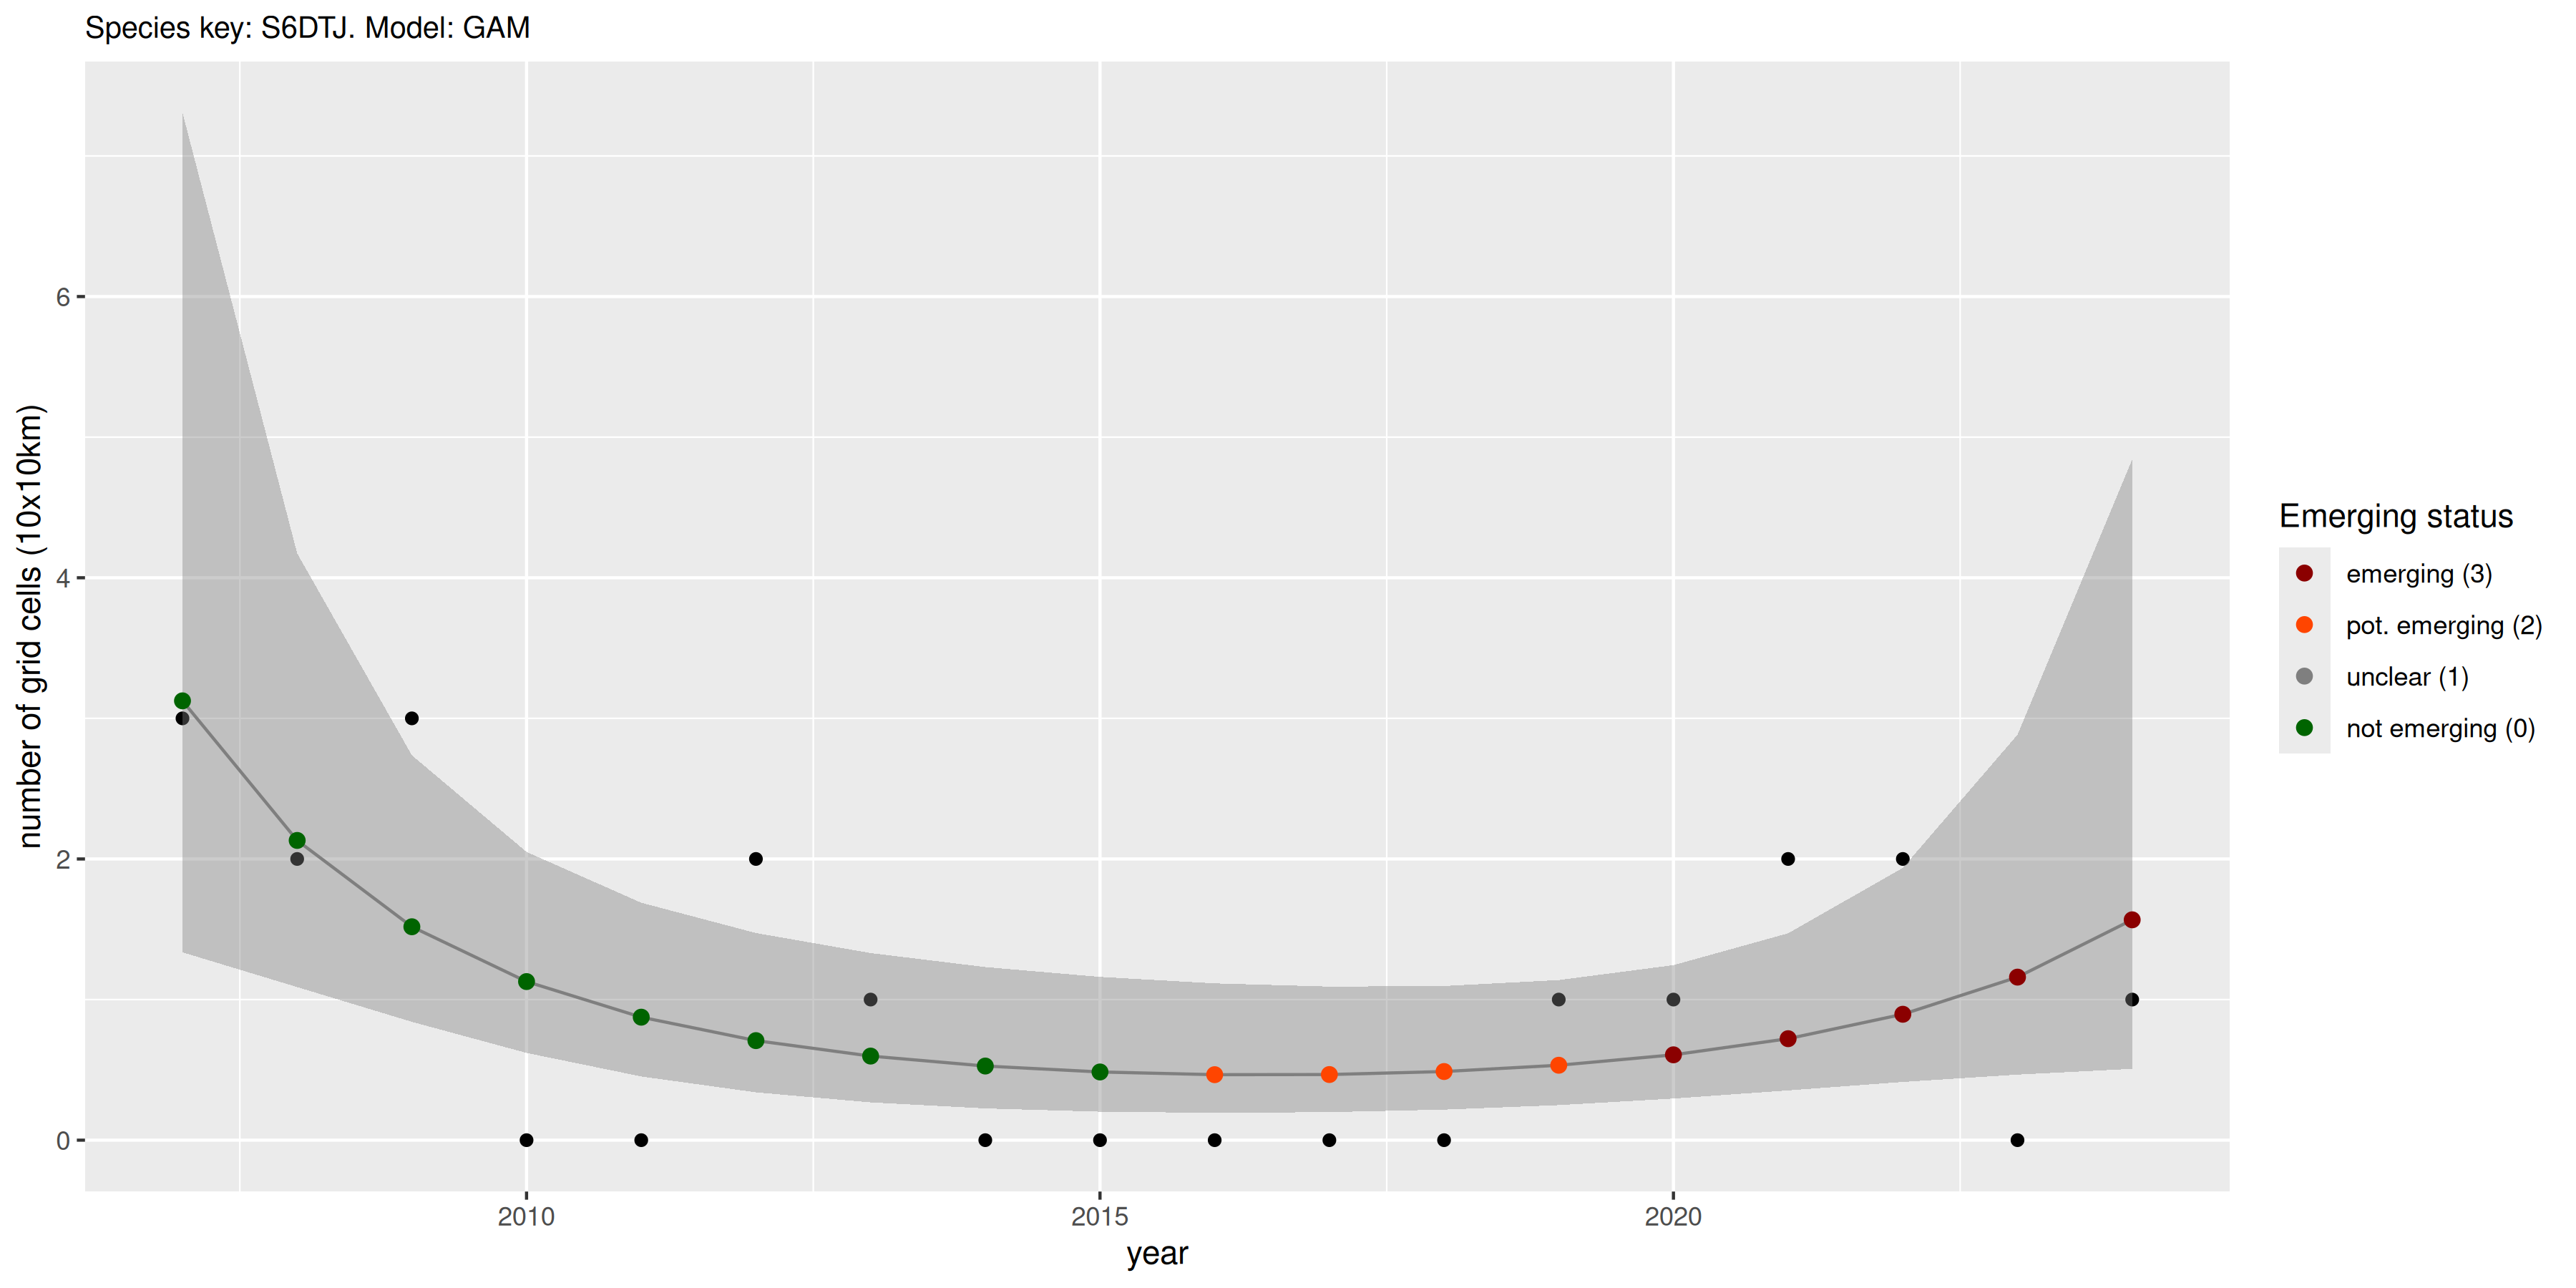 Species key: S6DTJ. Model: GAM
number of grid cells (10x10km)
6
4
2
0
2010
2015
2020
year
Emerging status
emerging (3)
pot. emerging (2)
unclear (1)
not emerging (0)